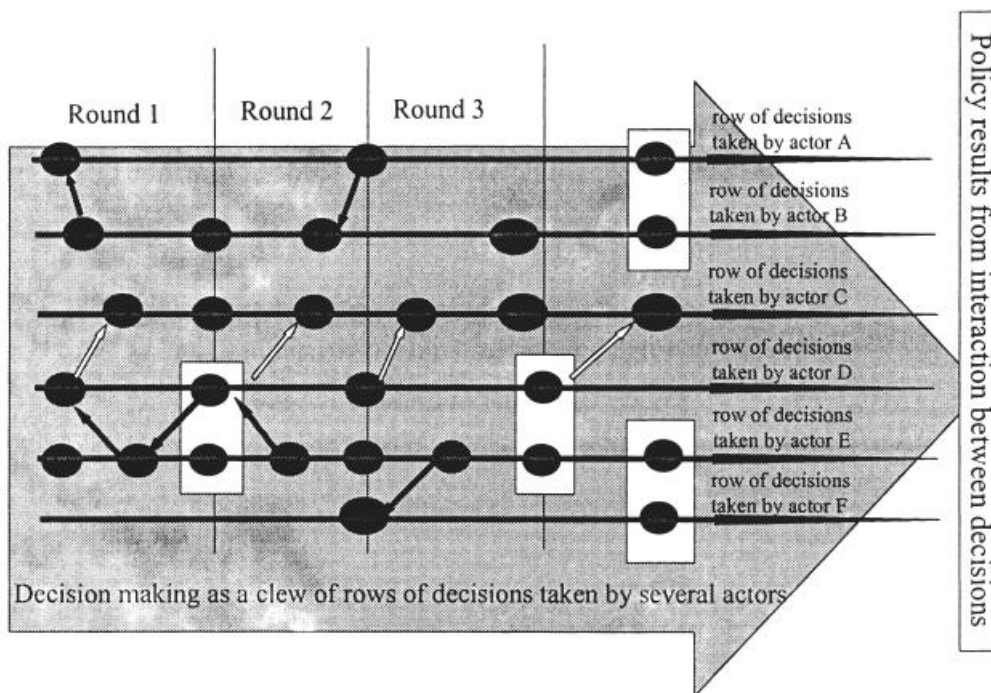 Round 1
Round 2
Round 3
row of decisions
taken by actor A
row of decisions
taken by actor B
row of decisions
taken by actor C
row of decisions
taken by actor D
row of decisions
taken by actor E
row of decisions
taken by actor F
Decision making as a clew of rows of decisions taken by several actors
Policy results from interaction between decisions